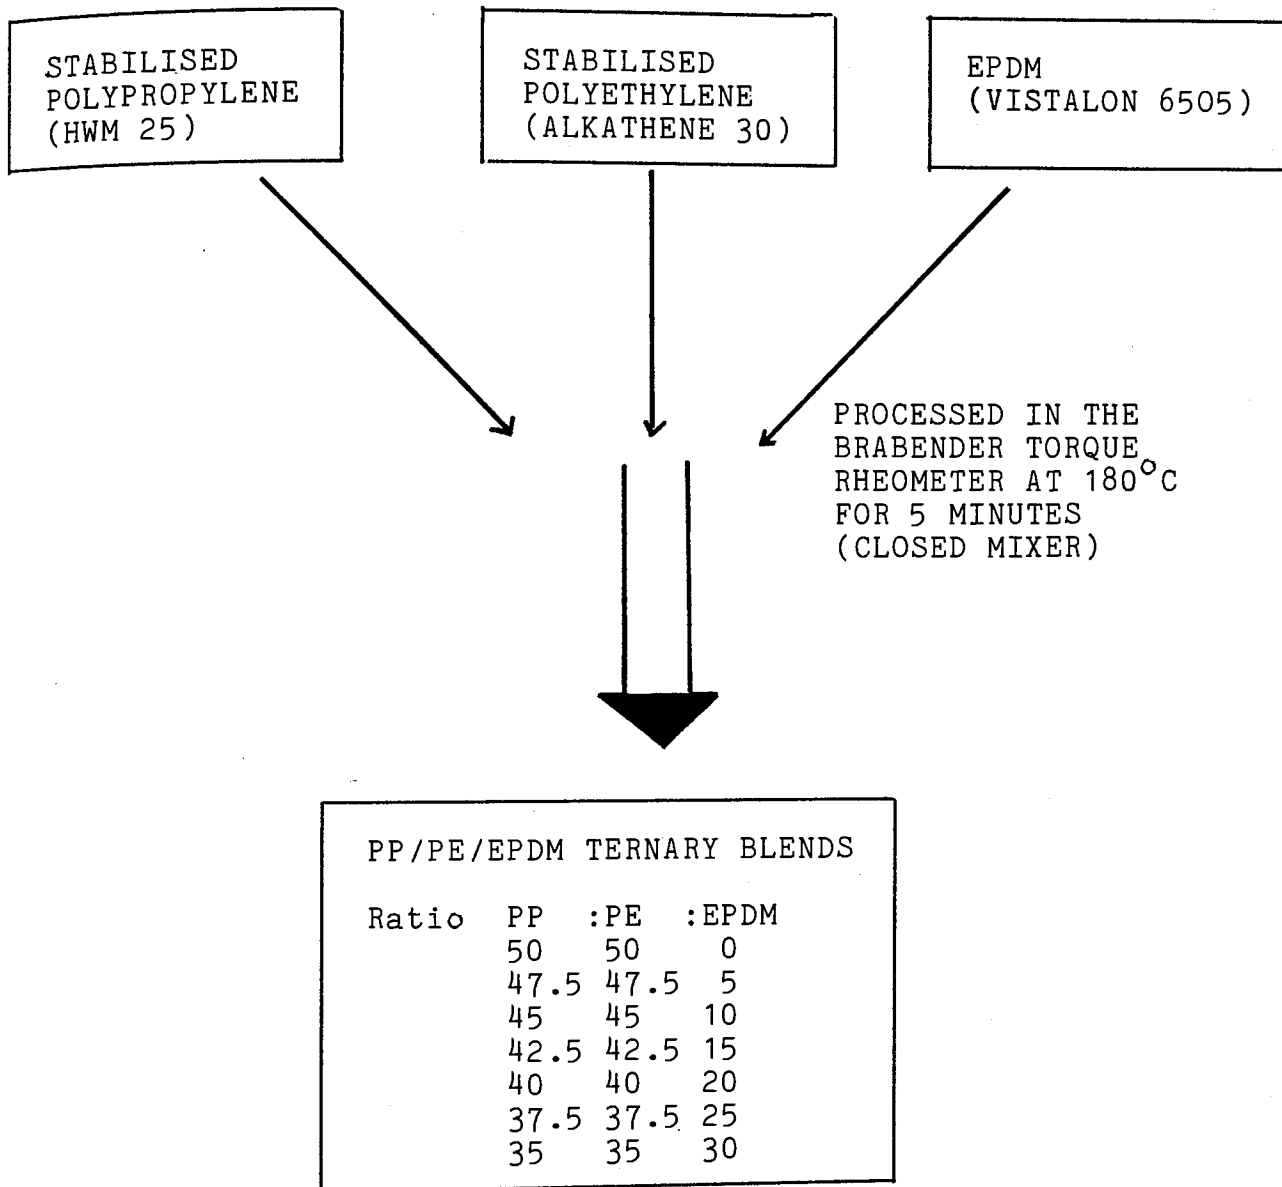 STABILISED
POLYPROPYLENE
(HWM 25)
STABILISED
POLYETHYLENE
(ALKATHENE 30)
EPDM
(VISTALON 6505)
PROCESSED IN THE
BRABENDER TORQUE
RHEOMETER AT 180°C
FOR 5 MINUTES
(CLOSED MIXER)
PP/PE/EPDM TERNARY BLENDS
Ratio PP :PE :EPDM
50 50 0
47.5 47.5 5
45 45 10
42.5 42.5 15
40 40 20
37.5 37.5 25
35 35 30